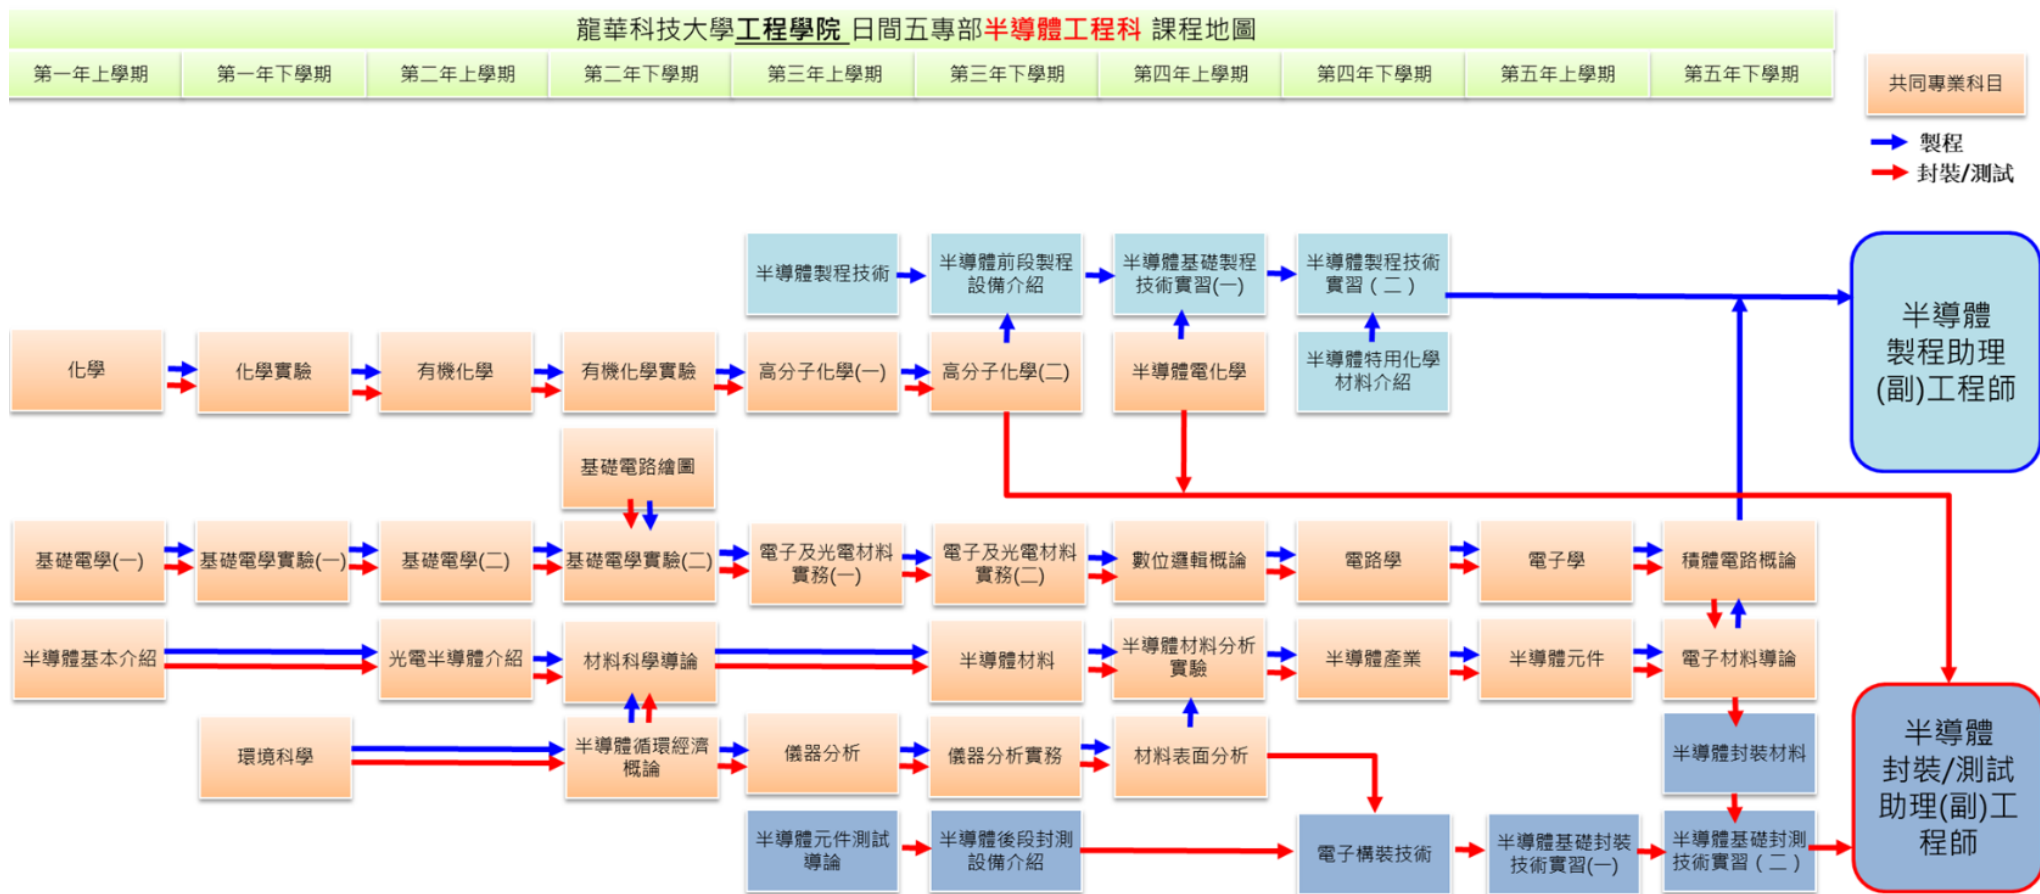 龍華科技大學工程學院 日間五專部半導體工程科 課程地圖
第一年上學期
第一年下學期
第二年上學期
第二年下學期
第三年上學期
第三年下學期
第四年上學期
第四年下學期
第五年上學期
第五年下學期
共同專業科目
製程
封裝/測試
半導體製程技術
半導體前段製程
設備介紹
半導體基礎製程
技術實習(一)
半導體製程技術
實習（二）
半導體
製程助理
(副)工程師
化學
化學實驗
有機化學
有機化學實驗
高分子化學(一)
高分子化學(二)
半導體電化學
半導體特用化學
材料介紹
基礎電路繪圖
基礎電學(一)
基礎電學實驗(一)
基礎電學(二)
基礎電學實驗(二)
電子及光電材料
實務(一)
電子及光電材料
實務(二)
數位邏輯概論
電路學
電子學
積體電路概論
半導體基本介紹
光電半導體介紹
材料科學導論
半導體材料
半導體材料分析
實驗
半導體產業
半導體元件
電子材料導論
環境科學
半導體循環經濟
概論
儀器分析
儀器分析實務
材料表面分析
半導體封裝材料
半導體
封裝/測試
助理(副)工
程師
半導體元件測試
導論
半導體後段封測
設備介紹
電子構裝技術
半導體基礎封裝
技術實習(一)
半導體基礎封測
技術實習（二）